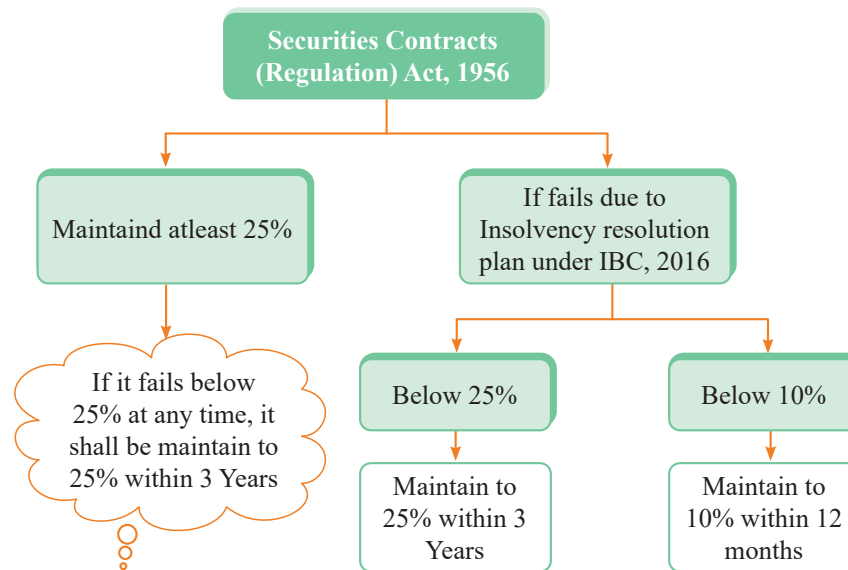 Securities Contracts
(Regulation) Act, 1956
Maintaind atleast 25%
If fails due to
Insolvency resolution
plan under IBC, 2016
If it fails below
25% at any time, it
shall be maintain to
25% within 3 Years
Below 25%
Below 10%
Maintain to
25% within 3
Years
Maintain to
10% within 12
months